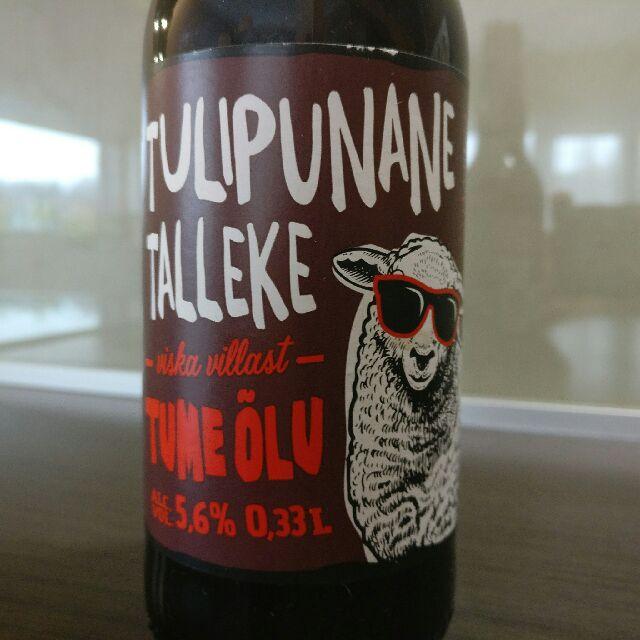 TULIPUNANE
TALLEKE
– viska villast –
TUME ÕLU
ALC. 5,6% 0,33 L